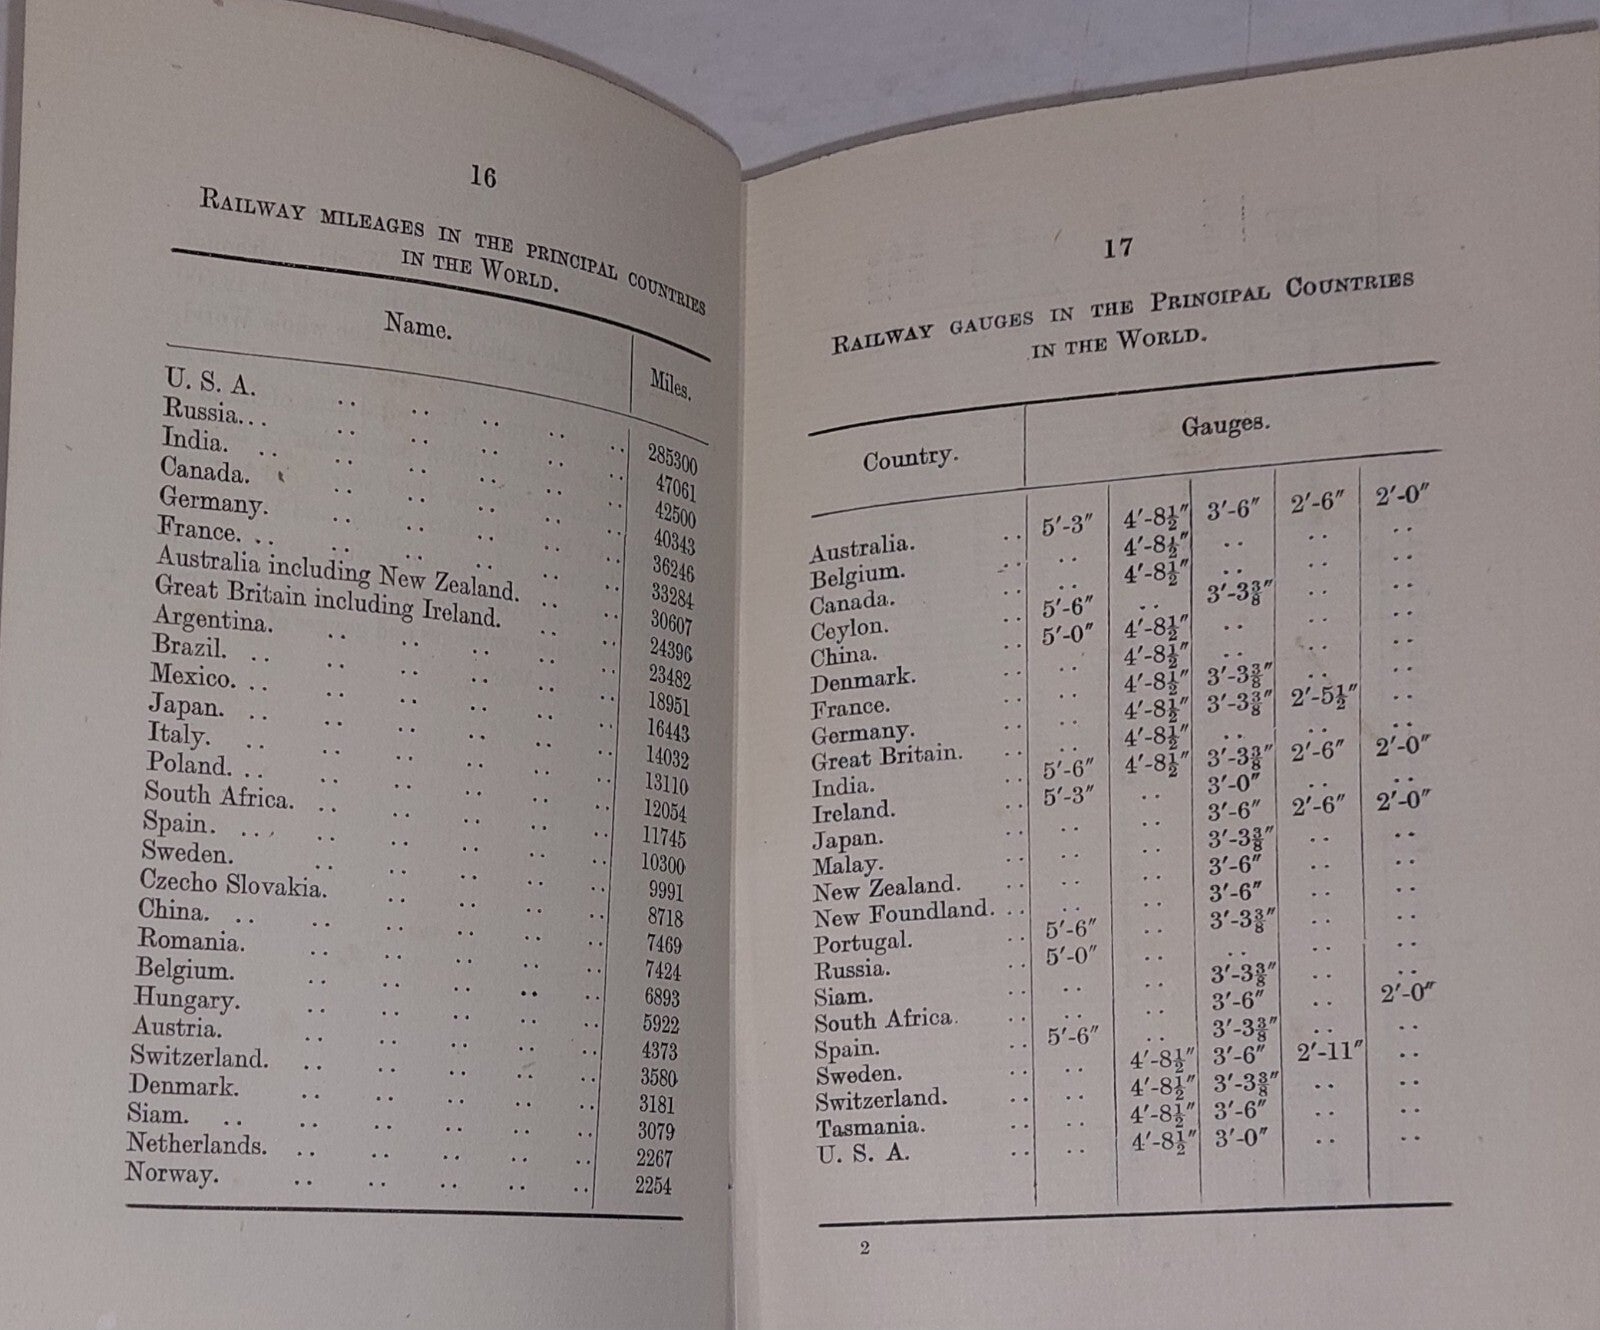 16
RAILWAY MILEAGES IN THE PRINCIPAL COUNTRIES
IN THE WORLD.
Name. Miles.
U. S. A. .. .. .. .. .. 285300
Russia... .. .. .. .. .. 47061
India. .. .. .. .. .. .. 42500
Canada. .. .. .. .. .. 40343
Germany. .. .. .. .. .. 36246
France. .. .. .. .. .. .. 33284
Australia including New Zealand. .. .. 30607
Great Britain including Ireland. .. .. 24396
Argentina. .. .. .. .. .. 23482
Brazil. .. .. .. .. .. .. 18951
Mexico. .. .. .. .. .. .. 16443
Japan. .. .. .. .. .. .. 14032
Italy. .. .. .. .. .. .. 13110
Poland. .. .. .. .. .. .. 12054
South Africa. .. .. .. .. .. 11745
Spain. ... .. .. .. .. 10300
Sweden. .. .. .. .. .. 9991
Czecho Slovakia. .. .. .. .. 8718
China. .. .. .. .. .. .. 7469
Romania. .. .. .. .. .. 7424
Belgium. .. .. .. .. .. 6893
Hungary. .. .. .. .. .. 5922
Austria. .. .. .. .. .. 4373
Switzerland. .. .. .. .. .. 3580
Denmark. .. .. .. .. .. 3181
Siam. .. .. .. .. .. .. 3079
Netherlands. .. .. .. .. .. 2267
Norway. .. .. .. .. .. 2254
17
RAILWAY GAUGES IN THE PRINCIPAL COUNTRIES
IN THE WORLD.
Country. Gauges.
Australia. .. 5′-3″ 4′-8½″ 3′-6″ 2′-6″ 2′-0″
Belgium. .. .. 4′-8½″ .. .. ..
Canada. .. .. 4′-8½″ .. .. ..
Ceylon. .. 5′-6″ .. 3′-3⅜″ .. ..
China. .. 5′-0″ 4′-8½″ .. .. ..
Denmark. .. .. 4′-8½″ .. .. ..
France. .. .. 4′-8½″ 3′-3⅜″ .. ..
Germany. .. .. 4′-8½″ 3′-3⅜″ 2′-5½″ ..
Great Britain. .. .. 4′-8½″ .. .. ..
India. .. 5′-6″ 4′-8½″ 3′-3⅜″ 2′-6″ 2′-0″
Ireland. .. 5′-3″ .. 3′-0″ .. ..
Japan. .. .. .. 3′-6″ 2′-6″ 2′-0″
Malay. .. .. .. 3′-3⅜″ .. ..
New Zealand. .. .. .. 3′-6″ .. ..
New Foundland. .. .. .. 3′-6″ .. ..
Portugal. .. 5′-6″ .. 3′-3⅜″ .. ..
Russia. .. 5′-0″ .. .. .. ..
Siam. .. .. .. 3′-3⅜″ .. ..
South Africa. .. .. .. 3′-6″ .. 2′-0″
Spain. .. 5′-6″ .. 3′-3⅜″ .. ..
Sweden. .. .. 4′-8½″ 3′-6″ 2′-11″ ..
Switzerland. .. .. 4′-8½″ 3′-3⅜″ .. ..
Tasmania. .. .. 4′-8½″ 3′-6″ .. ..
U. S. A. .. .. 4′-8½″ 3′-0″ .. ..
2